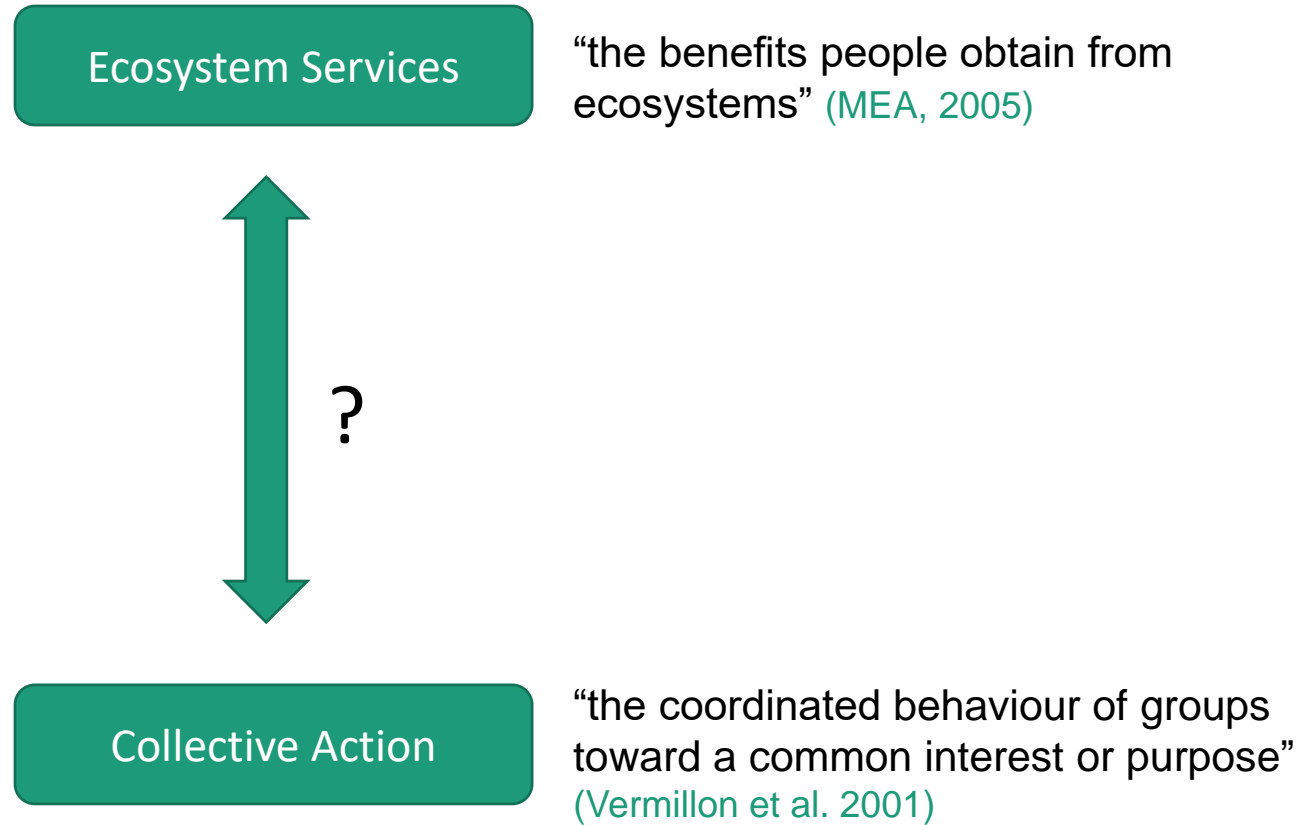 Ecosystem Services
“the benefits people obtain from
ecosystems” (MEA, 2005)
?
Collective Action
“the coordinated behaviour of groups
toward a common interest or purpose”
(Vermillon et al. 2001)